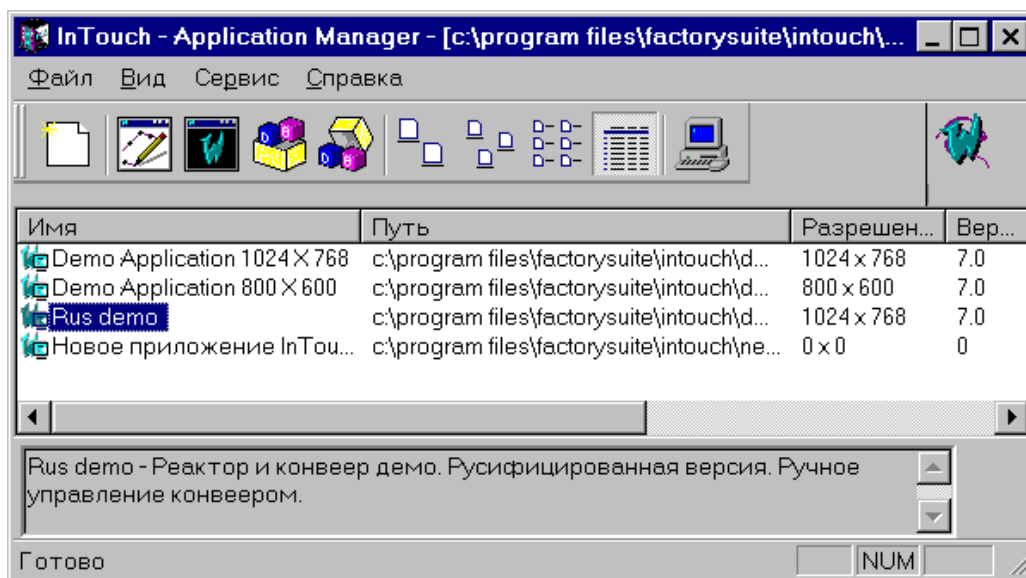 InTouch - Application Manager - [c:\program files\factorysuite\intouch\...
Файл Вид Сервис Справка
Имя Путь Разрешен... Вер...
Demo Application 1024 X 768 c:\program files\factorysuite\intouch\d... 1024 x 768 7.0
Demo Application 800 X 600 c:\program files\factorysuite\intouch\d... 800 x 600 7.0
Rus demo c:\program files\factorysuite\intouch\d... 1024 x 768 7.0
Новое приложение InTou... c:\program files\factorysuite\intouch\ne... 0 x 0 0
Rus demo - Реактор и конвеер демо. Русифицированная версия. Ручное
управление конвеером.
Готово NUM